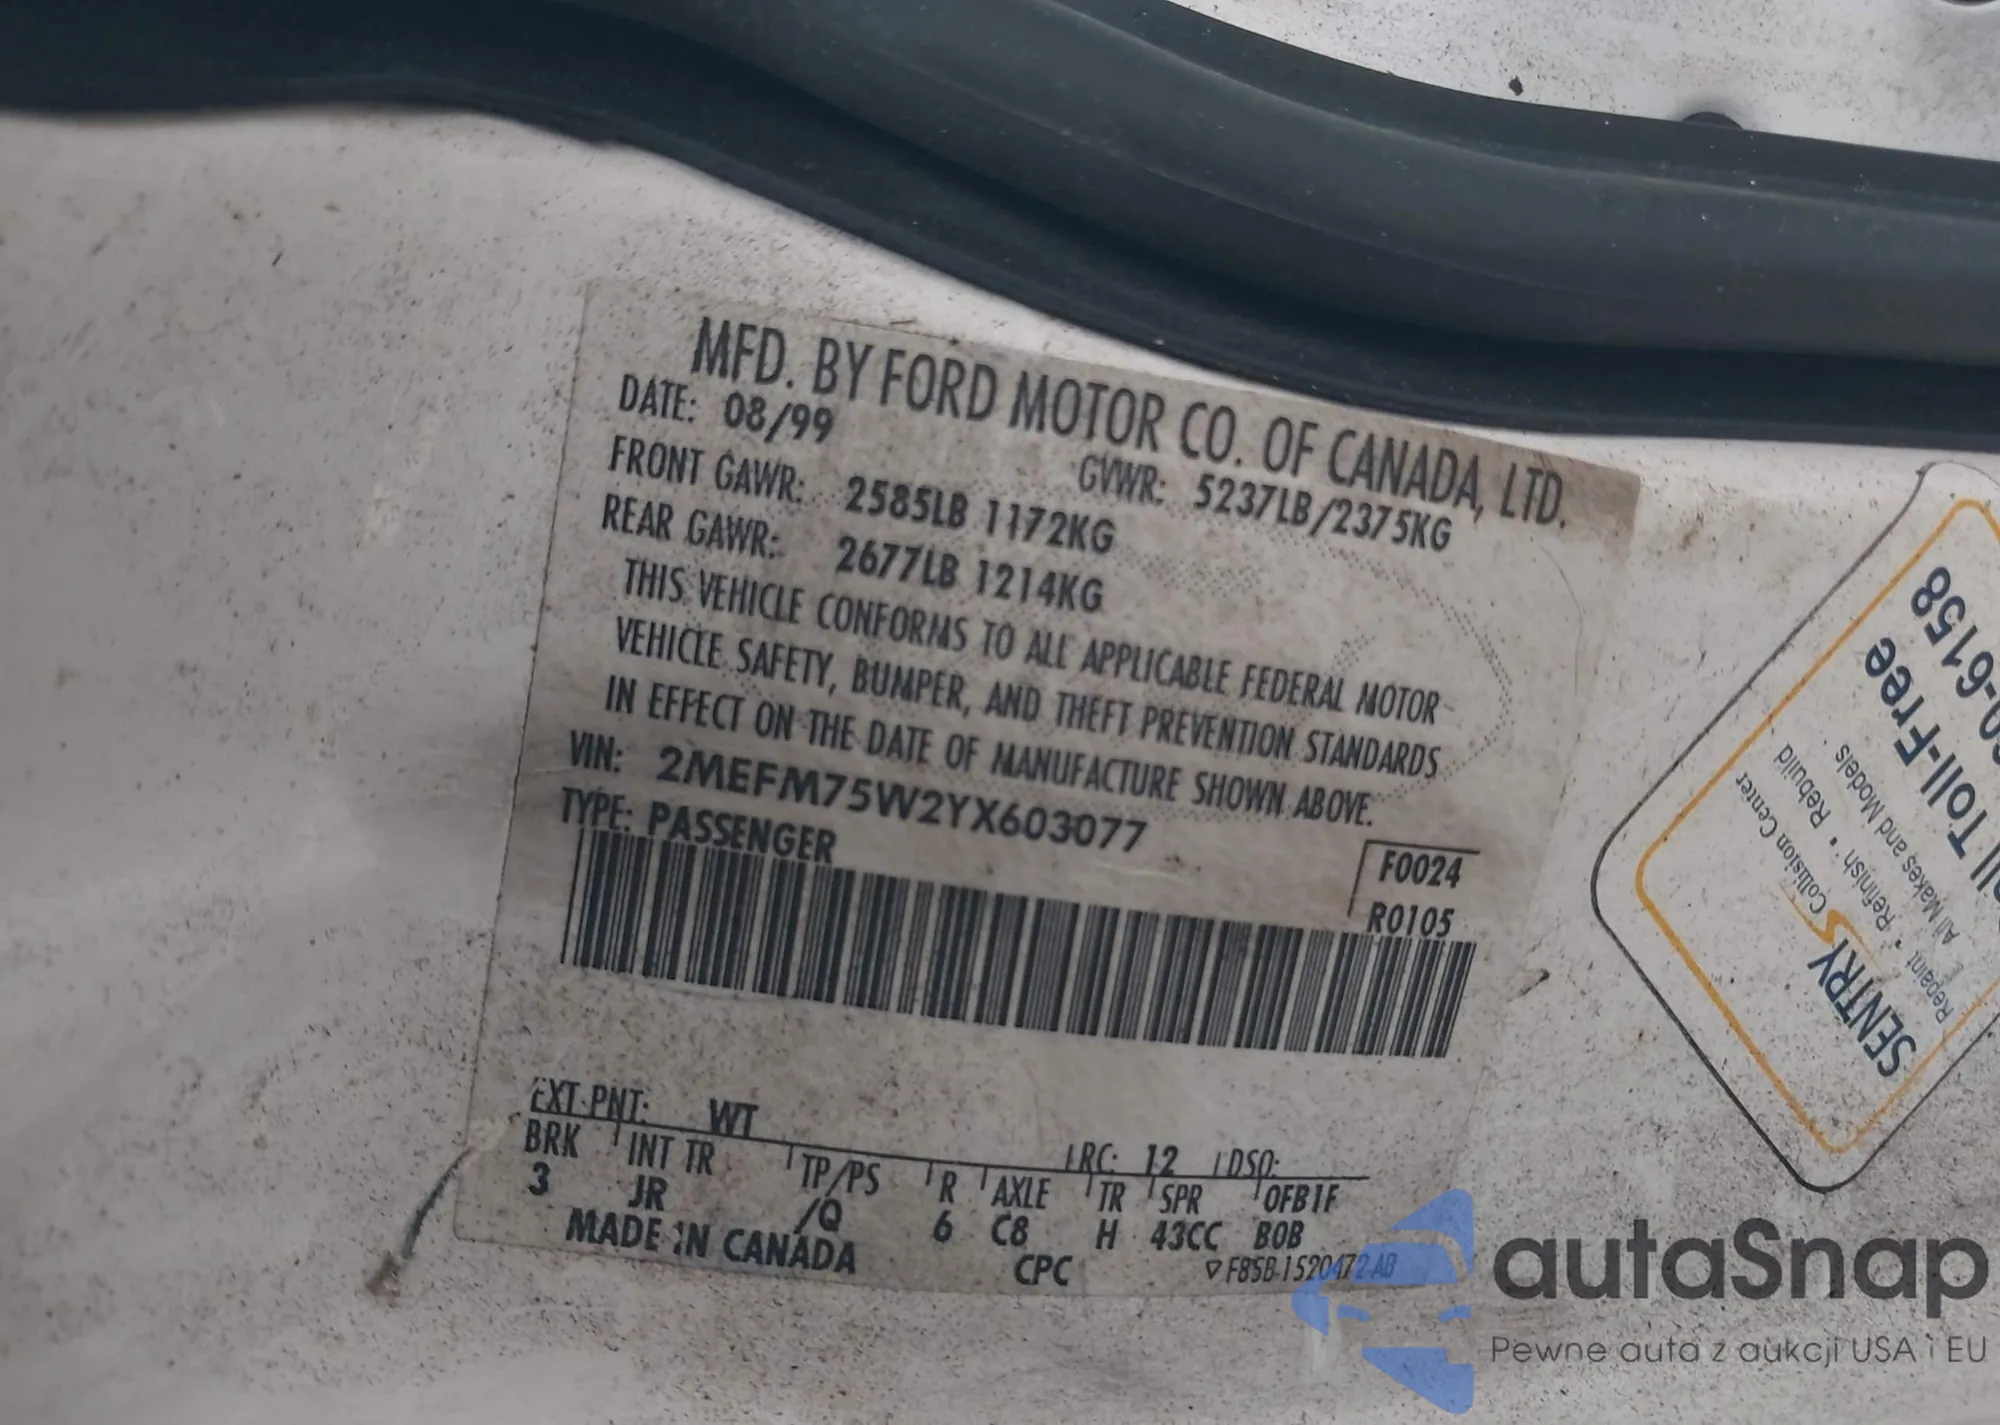 MFD. BY FORD MOTOR CO. OF CANADA, LTD.
DATE: 08/99 GVWR: 5237LB/2375KG
FRONT GAWR: 2585LB 1172KG
REAR GAWR: 2677LB 1214KG
THIS VEHICLE CONFORMS TO ALL APPLICABLE FEDERAL MOTOR
VEHICLE SAFETY, BUMPER, AND THEFT PREVENTION STANDARDS
IN EFFECT ON THE DATE OF MANUFACTURE SHOWN ABOVE.
VIN: 2MEFM75W2YX603077
TYPE: PASSENGER
F0024
R0105
EXT PNT: WT RC: 12 DSO:
BRK INT TR TP/PS R AXLE TR SPR OFB1F
3 JR /Q 6 C8 H 43CC BOB
MADE IN CANADA CPC F85B-1520472-AB
SENTRY Collision Center
Repaint • Refinish • Rebuild
All Makes and Models
Toll-Free
0-6158
autoSnap
Pewne auta z aukcji USA i EU